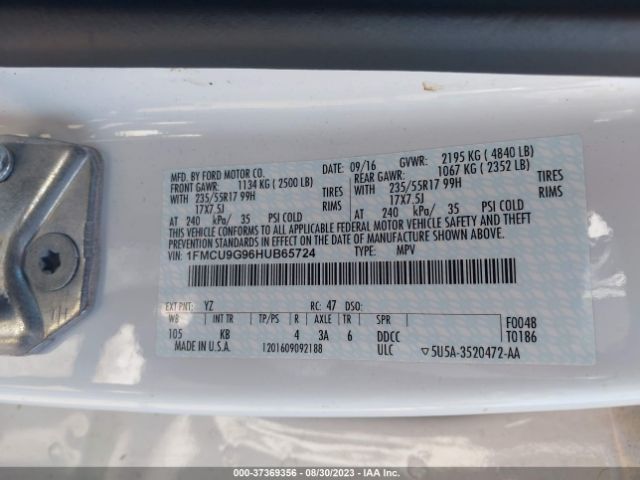 MFD. BY FORD MOTOR CO. DATE: 09/16 GVWR: 2195 KG ( 4840 LB)
FRONT GAWR: 1134 KG ( 2500 LB) REAR GAWR: 1067 KG ( 2352 LB)
WITH 235/55R17 99H TIRES WITH 235/55R17 99H TIRES
17X7.5J RIMS 17X7.5J RIMS
AT 240 kPa/ 35 PSI COLD AT 240 kPa/ 35 PSI COLD
THIS VEHICLE CONFORMS TO ALL APPLICABLE FEDERAL MOTOR VEHICLE SAFETY AND THEFT
PREVENTION STANDARDS IN EFFECT ON THE DATE OF MANUFACTURE SHOWN ABOVE.
VIN: 1FMCU9G96HUB65724 TYPE: MPV
EXT PNT: YZ RC: 47 DSO:
WB INT TR TP/PS R AXLE TR SPR F0048
105 KB 4 3A 6 DDCC T0186
MADE IN U.S.A. 1201609092188 ULC ▽5U5A-3520472-AA
000-37369356 - 08/30/2023 - IAA Inc.